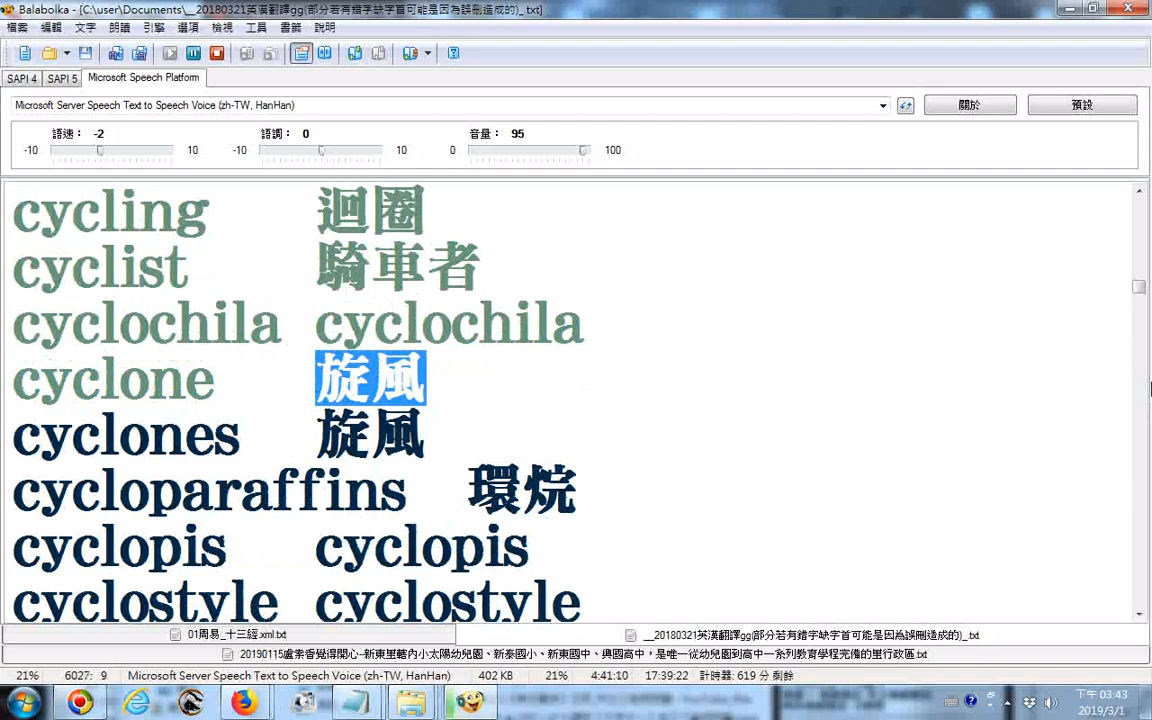 Balabolka - [C:\user\Documents\__20180321英漢翻譯gg(部分若有錯字缺字首可能是因為誤刪造成的)_.txt]
檔案 編輯 文字 朗讀 引擎 選項 檢視 工具 書籤 說明
SAPI 4 SAPI 5 Microsoft Speech Platform
Microsoft Server Speech Text to Speech Voice (zh-TW, HanHan) 關於 預設
語速： -2 語調： 0 音量： 95
-10 10 -10 10 0 100
cycling 迴圈
cyclist 騎車者
cyclochila cyclochila
cyclone 旋風
cyclones 旋風
cycloparaffins 環烷
cyclopis cyclopis
cyclostyle cyclostyle
01周易_十三經.xml.txt __20180321英漢翻譯gg(部分若有錯字缺字首可能是因為誤刪造成的)_.txt
20190115盧素香覺得開心-新東里轄內小太陽幼兒園、新泰國小、新東國中、興國高中，是唯一從幼兒園到高中一系列教育學程完備的里行政區.txt
21% 6027: 9 Microsoft Server Speech Text to Speech Voice (zh-TW, HanHan) 402 KB 21% 4:41:10 17:39:22 計時器: 619 分 剩餘
下午 03:43
2019/3/1